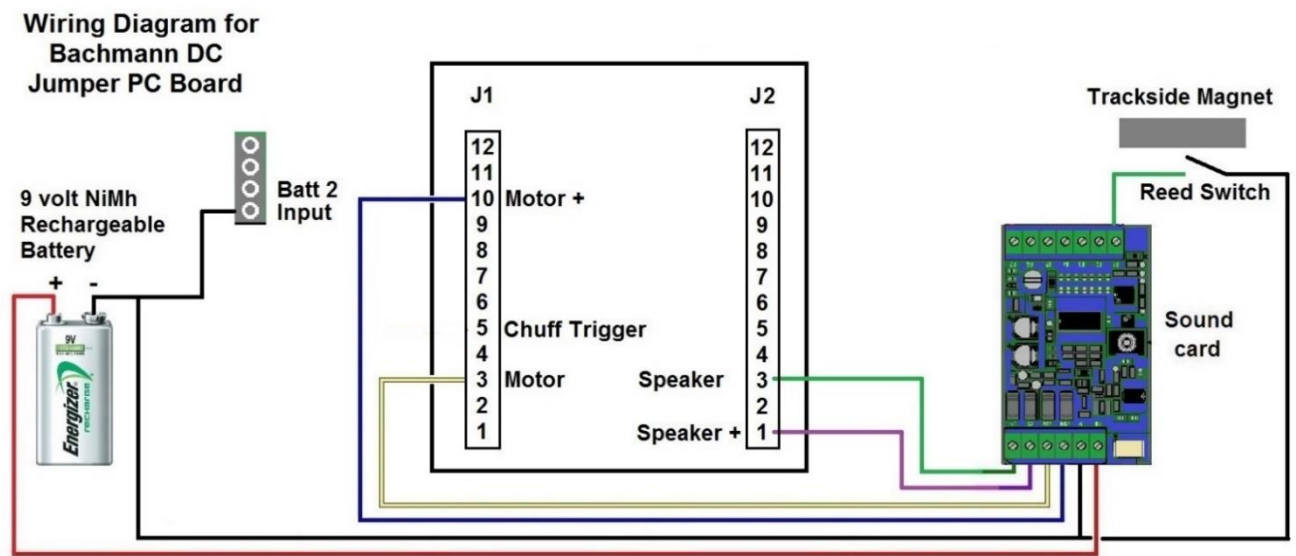 Wiring Diagram for
Bachmann DC
Jumper PC Board
J1
J2
Trackside Magnet
Reed Switch
9 volt NiMh
Rechargeable
Battery
+ -
Batt 2
Input
12
11
10 Motor +
9
8
7
6
5 Chuff Trigger
4
3 Motor
2
1
12
11
10
9
8
7
6
5
4
Speaker 3
2
Speaker + 1
Sound
card
9V
Energizer
recharge